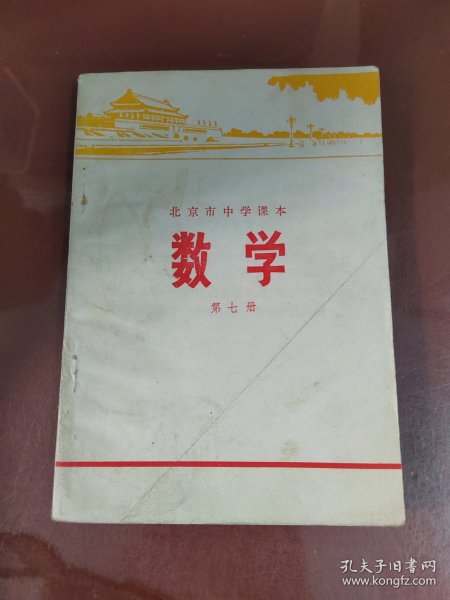 北京市中学课本
数学
第七册
孔夫子旧书网
www.kongfz.com